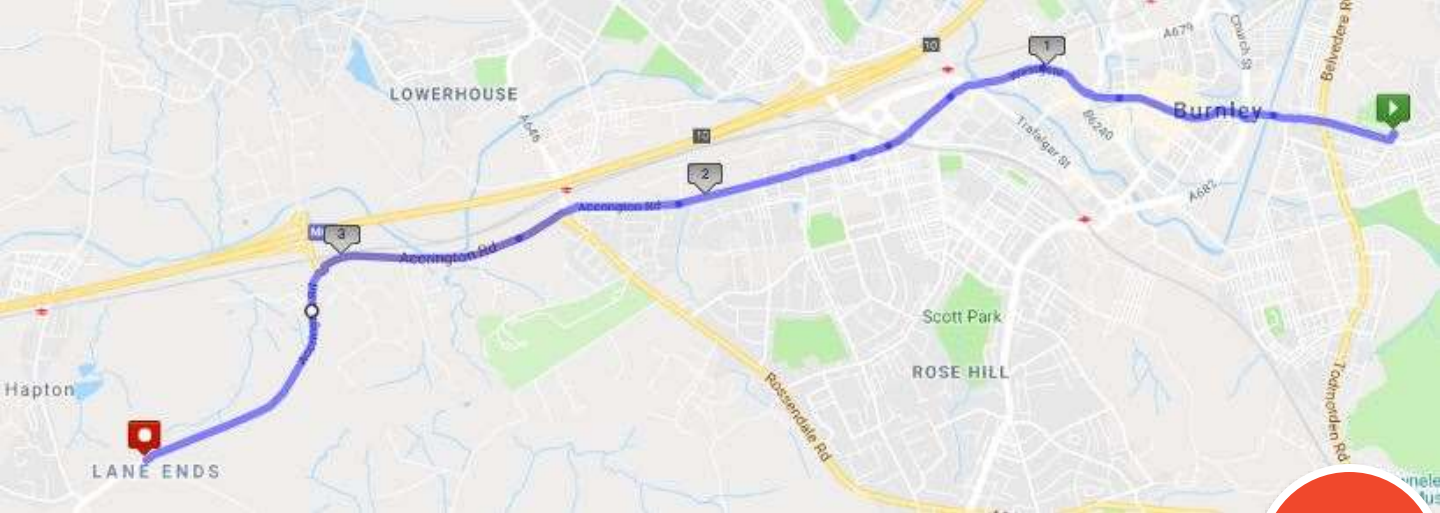 10
1
A679
Church St
Belvedere R
LOWERHOUSE
A646
B6240
Burnley
10
Trafalgar St
2
A682
Accrington Rd
3
Accrington Rd
Scott Park
ROSE HILL
Hapton
Rossendale Rd
Todmorden Rd
LANE ENDS